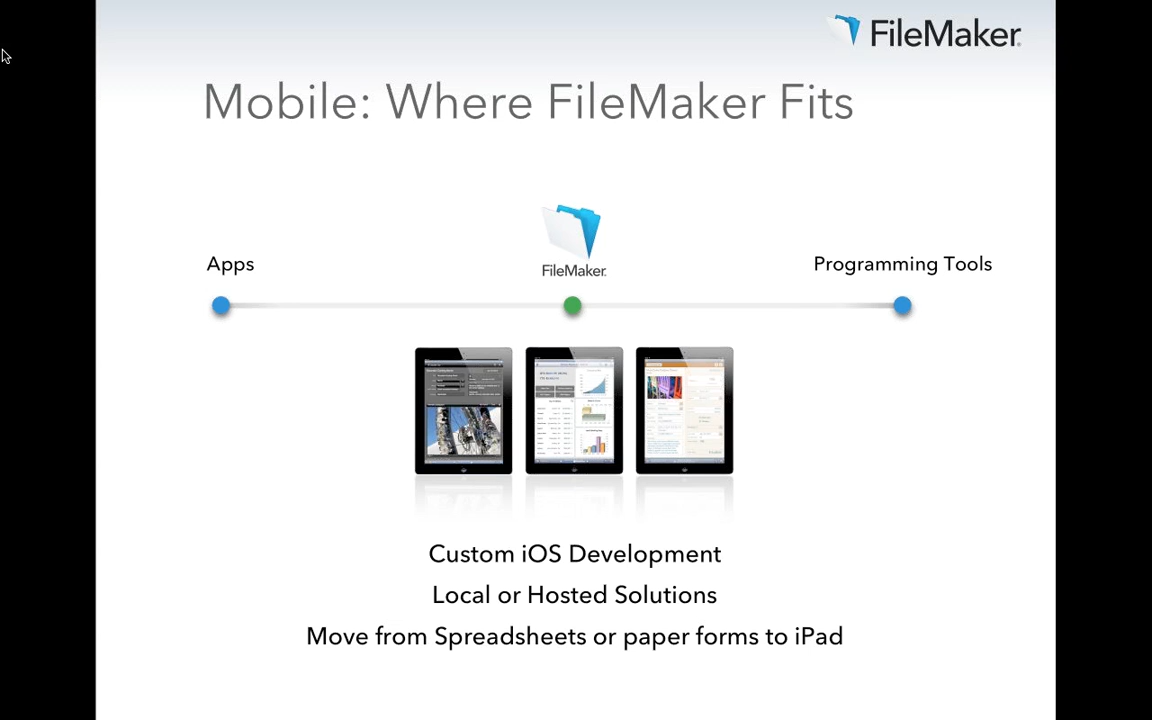 FileMaker
Mobile: Where FileMaker Fits
FileMaker
Apps
Programming Tools
Custom iOS Development
Local or Hosted Solutions
Move from Spreadsheets or paper forms to iPad